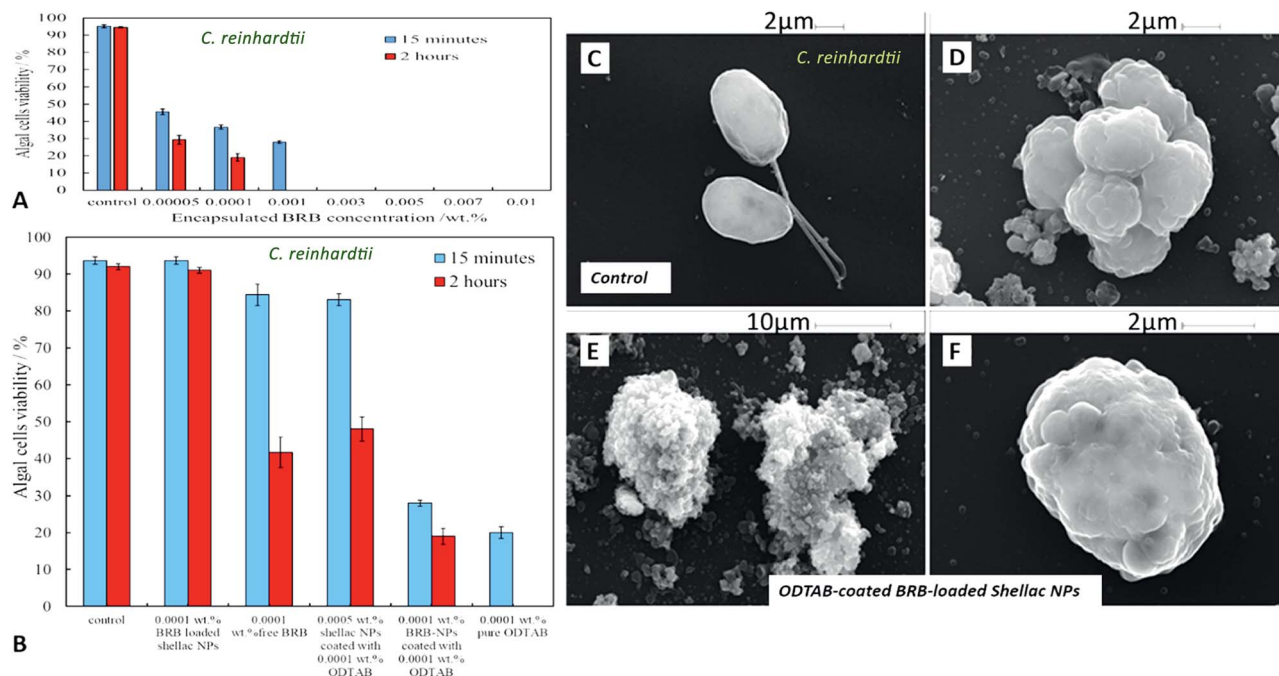 A
Algal cells viability / %
100
90
80
70
60
50
40
30
20
10
0
C. reinhardtii
15 minutes
2 hours
control 0.00005 0.0001 0.001 0.003 0.005 0.007 0.01
Encapsulated BRB concentration /wt.%
B
Algal cells viability / %
100
90
80
70
60
50
40
30
20
10
0
C. reinhardtii
15 minutes
2 hours
control
0.0001 wt.%
BRB loaded
shellac NPs
0.0001
wt.%free BRB
0.0005 wt.%
shellac NPs
coated with
0.0001 wt.%
ODTAB
0.0001 wt.%
BRB-NPs
coated with
0.0001 wt.%
ODTAB
0.0001 wt.%
pure ODTAB
2μm
C
C. reinhardtii
Control
2μm
D
10μm
E
2μm
F
ODTAB-coated BRB-loaded Shellac NPs